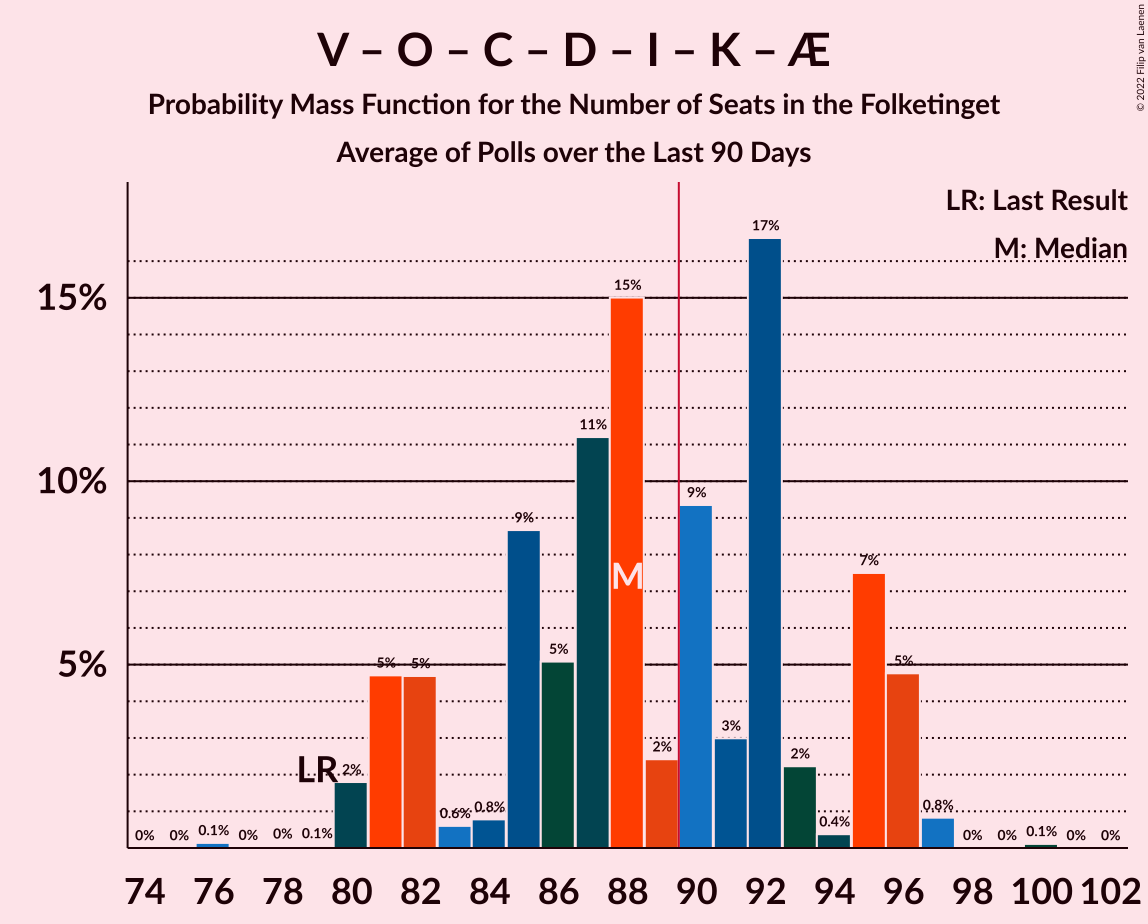 V – O – C – D – I – K – Æ
Probability Mass Function for the Number of Seats in the Folketinget
Average of Polls over the Last 90 Days
© 2022 Filip van Laenen
LR: Last Result
M: Median
15%
10%
5%
0% 0% 0.1% 0% 0% 0.1% 2% 5% 5% 0.6% 0.8% 9% 5% 11% 15% 2% 9% 3% 17% 2% 0.4% 7% 5% 0.8% 0% 0% 0.1% 0% 0%
LR
M
74 76 78 80 82 84 86 88 90 92 94 96 98 100 102